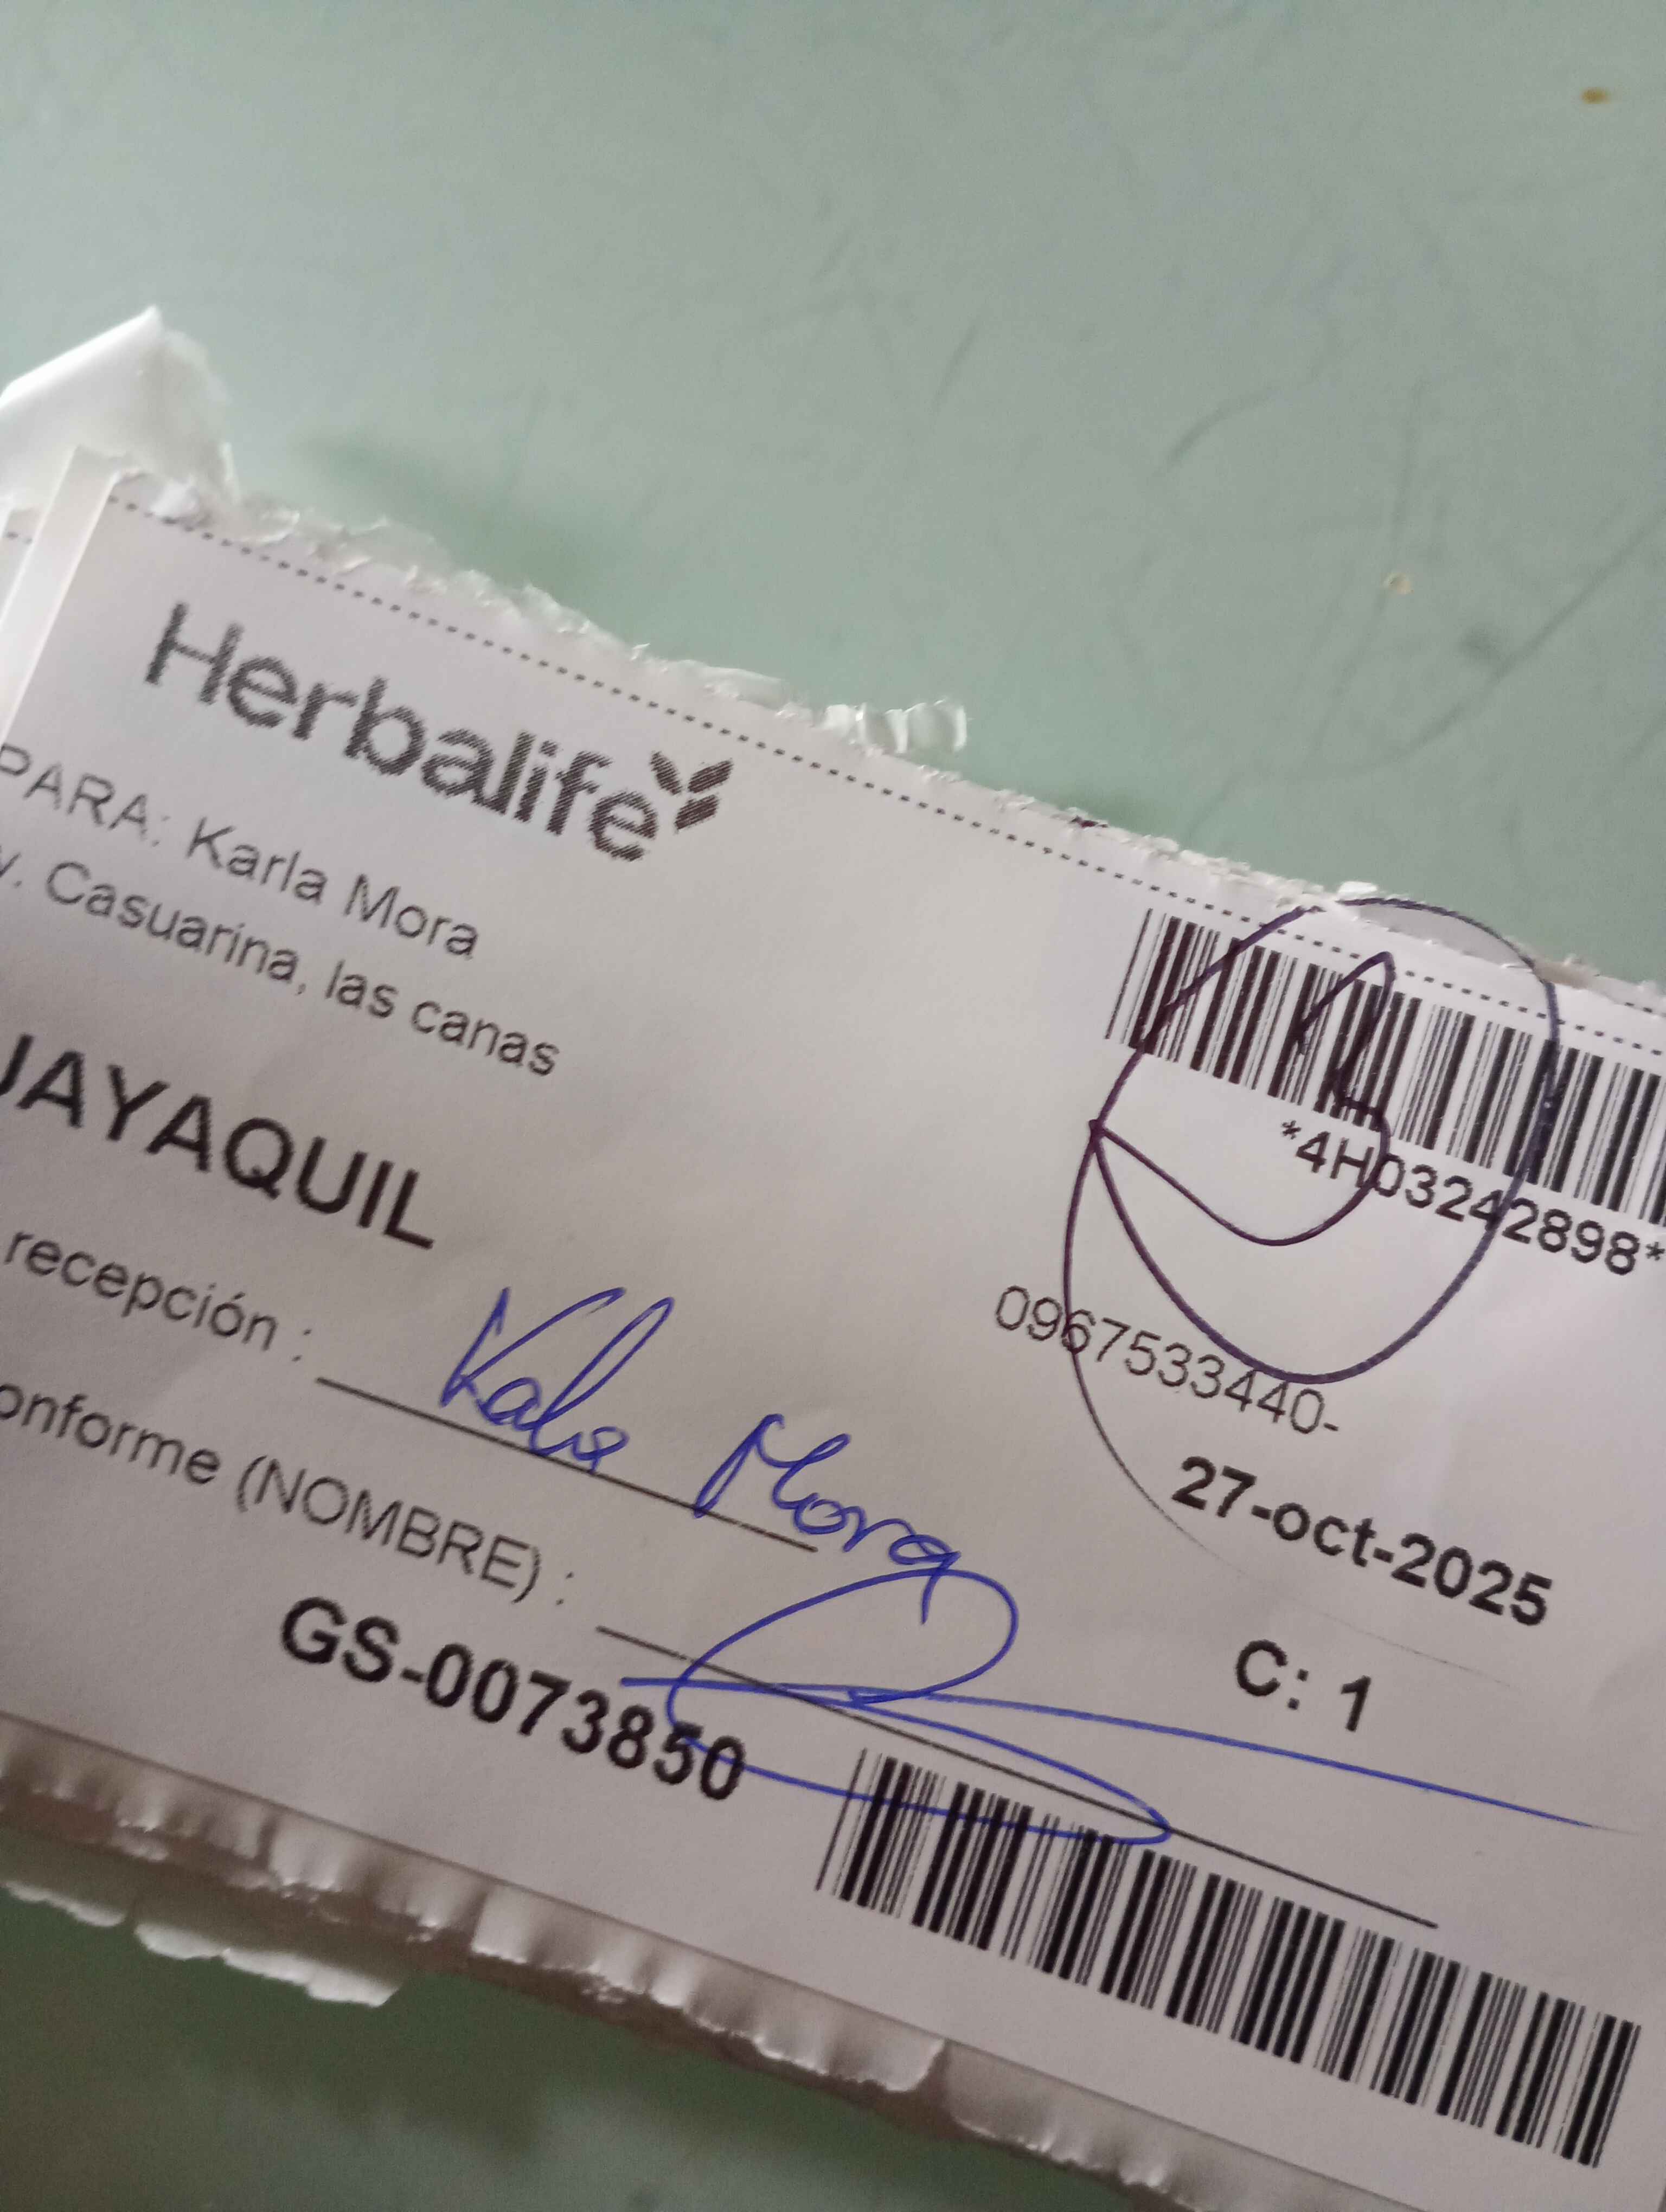 Herbalife
PARA: Karla Mora
y. Casuarina, las canas
*4H03242898*
JAYAQUIL
0967533440-
recepción : Kala Mora
27-oct-2025
onforme (NOMBRE) :
C: 1
GS-0073850